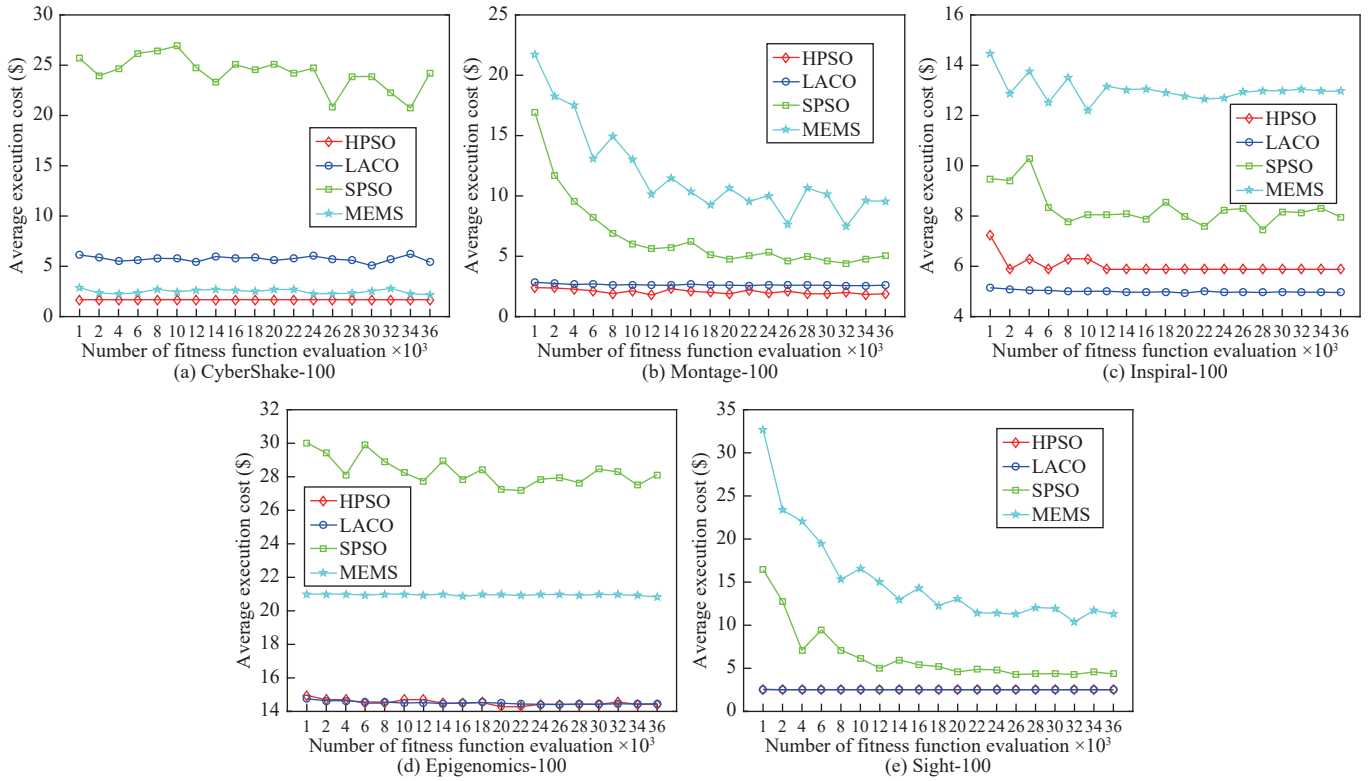 30
25
20
15
10
5
0
Average execution cost ($)
HPSO
LACO
SPSO
MEMS
1 2 4 6 8 10 12 14 16 18 20 22 24 26 28 30 32 34 36
Number of fitness function evaluation ×10³
(a) CyberShake-100
25
20
15
10
5
0
Average execution cost ($)
HPSO
LACO
SPSO
MEMS
1 2 4 6 8 10 12 14 16 18 20 22 24 26 28 30 32 34 36
Number of fitness function evaluation ×10³
(b) Montage-100
16
14
12
10
8
6
4
Average execution cost ($)
HPSO
LACO
SPSO
MEMS
1 2 4 6 8 10 12 14 16 18 20 22 24 26 28 30 32 34 36
Number of fitness function evaluation ×10³
(c) Inspiral-100
32
30
28
26
24
22
20
18
16
14
Average execution cost ($)
HPSO
LACO
SPSO
MEMS
1 2 4 6 8 10 12 14 16 18 20 22 24 26 28 30 32 34 36
Number of fitness function evaluation ×10³
(d) Epigenomics-100
35
30
25
20
15
10
5
0
Average execution cost ($)
HPSO
LACO
SPSO
MEMS
1 2 4 6 8 10 12 14 16 18 20 22 24 26 28 30 32 34 36
Number of fitness function evaluation ×10³
(e) Sight-100